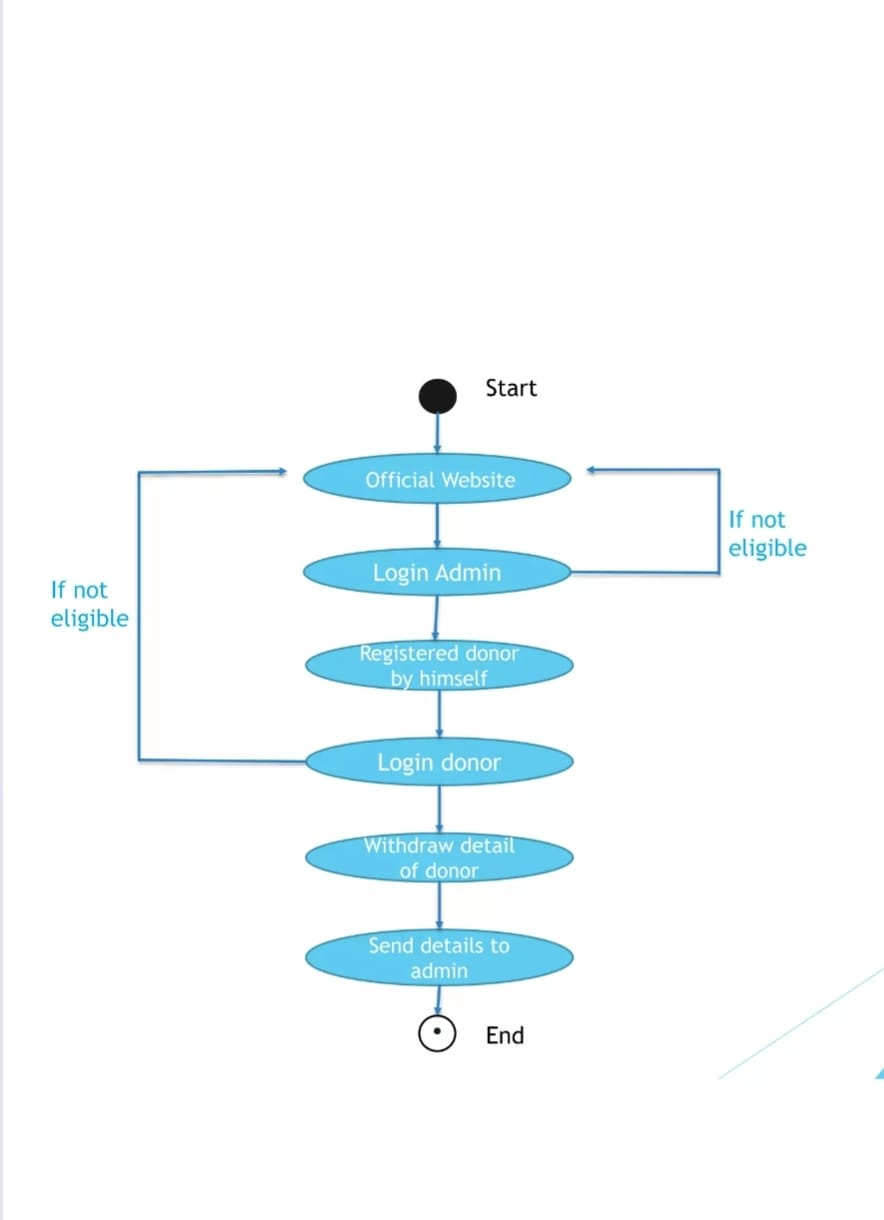 Start
Official Website
If not
eligible
Login Admin
If not
eligible
Registered donor
by himself
Login donor
Withdraw detail
of donor
Send details to
admin
End